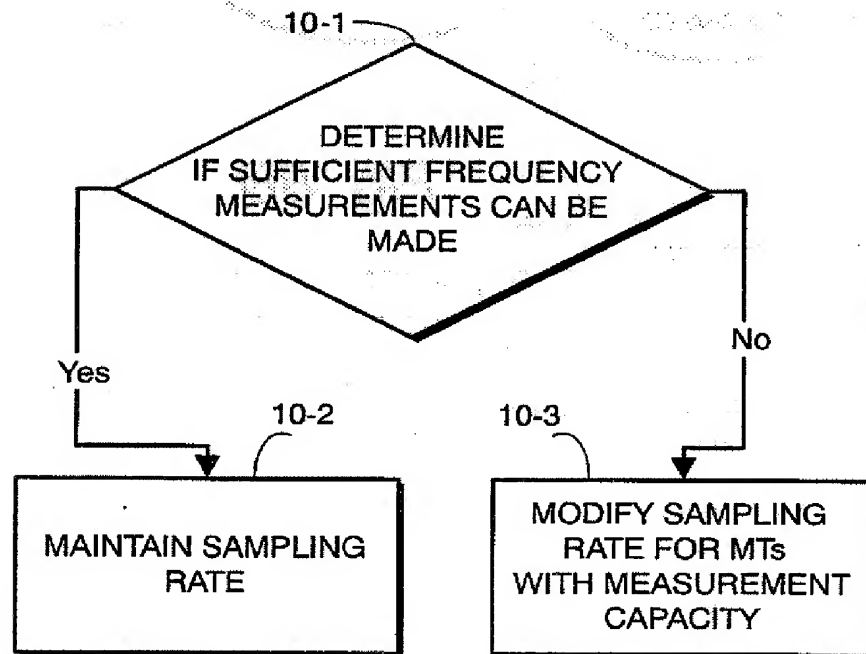 10-1
DETERMINE
IF SUFFICIENT FREQUENCY
MEASUREMENTS CAN BE
MADE
Yes
No
10-2
10-3
MAINTAIN SAMPLING
RATE
MODIFY SAMPLING
RATE FOR MTs
WITH MEASUREMENT
CAPACITY